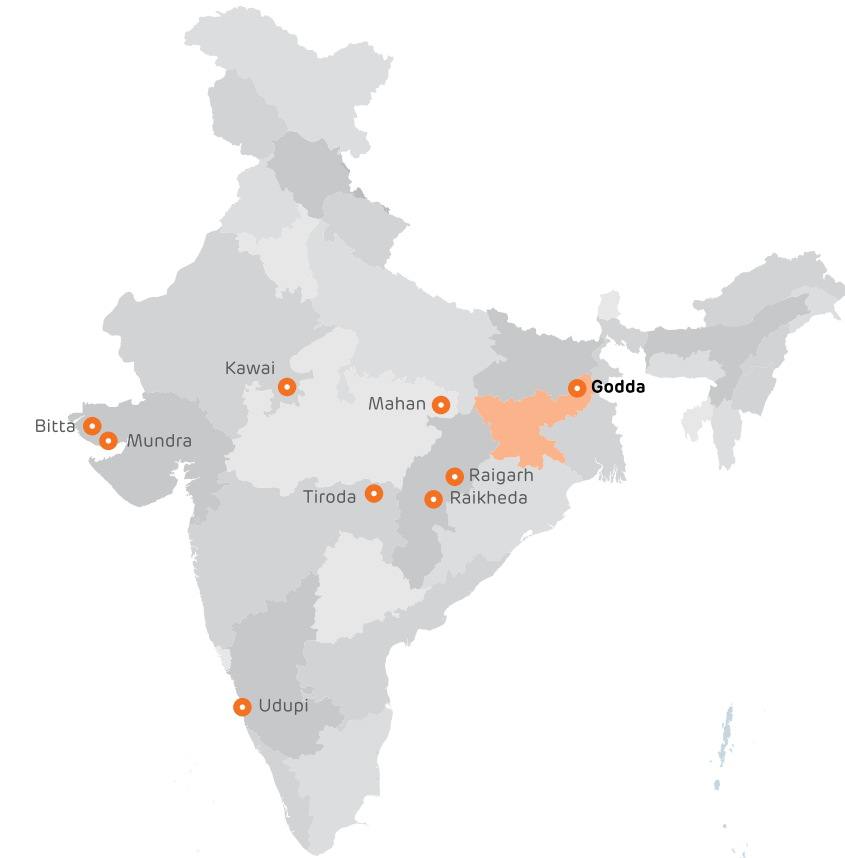 Kawai
Godda
Mahan
Bitta
Mundra
Raigarh
Tiroda
Raikheda
Udupi